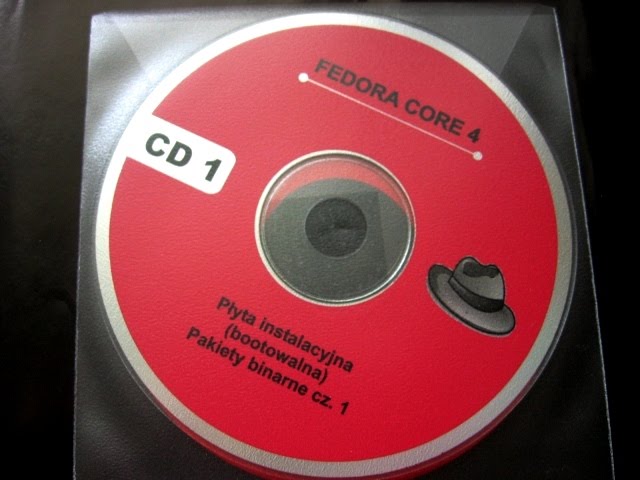 FEDORA CORE 4
CD 1
Płyta instalacyjna
(bootowalna)
Pakiety binarne cz. 1